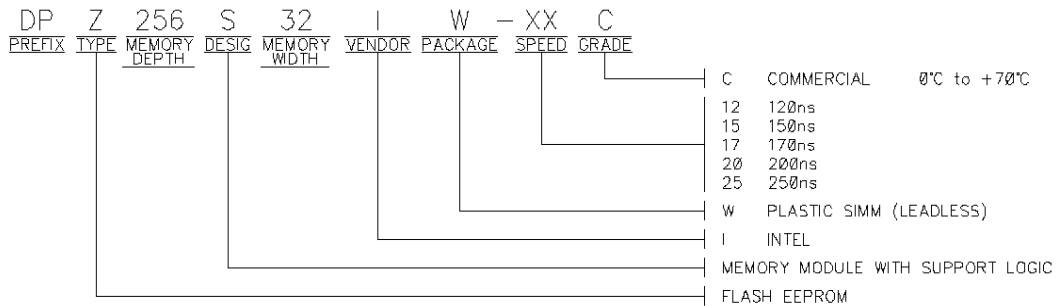 DP Z 256 S 32 I W - XX C
PREFIX TYPE MEMORY DEPTH DESIG MEMORY WIDTH VENDOR PACKAGE SPEED GRADE
C COMMERCIAL 0°C to +70°C
12 120ns
15 150ns
17 170ns
20 200ns
25 250ns
W PLASTIC SIMM (LEADLESS)
I INTEL
MEMORY MODULE WITH SUPPORT LOGIC
FLASH EEPROM